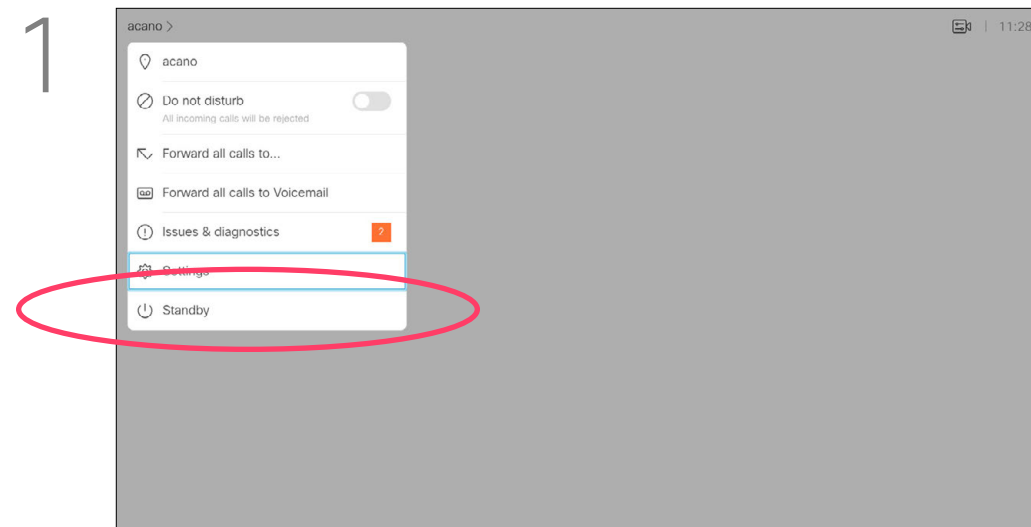 1
acano >
11:28
acano
Do not disturb
All incoming calls will be rejected
Forward all calls to...
Forward all calls to Voicemail
Issues & diagnostics 2
Settings
Standby